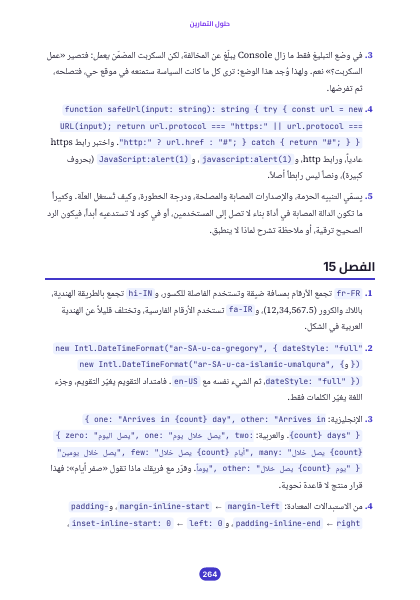 حلول التمارين
3. في وضع التبليغ فقط ما زال Console يبلّغ عن المخالفة، لكن السكربت المضمّن يعمل: فتصير «عمل
السكربت؟» نعم. ولهذا وُجد هذا الوضع: ترى كل ما كانت السياسة ستمنعه في موقع حي، فتصلحه،
ثم تفرضها.
4. function safeUrl(input: string): string { try { const url = new
URL(input); return url.protocol === "https:" || url.protocol ===
"http:" ? url.href : "#"; } catch { return "#"; } }. واختبر رابط https
عادياً، ورابط http، و javascript:alert(1)، و JavaScript:alert(1) (بحروف
كبيرة)، ونصاً ليس رابطاً أصلاً.
5. يسمّي التنبيه الحزمة، والإصدارات المصابة والمصلحة، ودرجة الخطورة، وكيف تُستغل العلّة. وكثيراً
ما تكون الدالة المصابة في أداة بناء لا تصل إلى المستخدمين، أو في كود لا تستدعيه أبداً، فيكون الرد
الصحيح ترقية، أو ملاحظة تشرح لماذا لا ينطبق.
الفصل 15
1. fr-FR تجمع الأرقام بمسافة ضيقة وتستخدم الفاصلة للكسور، و hi-IN تجمع بالطريقة الهندية،
باللاك والكرور (12,34,567.5)، و fa-IR تستخدم الأرقام الفارسية، وتختلف قليلاً عن الهندية
العربية في الشكل.
2. new Intl.DateTimeFormat("ar-SA-u-ca-gregory", { dateStyle: "full"
}) و new Intl.DateTimeFormat("ar-SA-u-ca-islamic-umalqura", {
dateStyle: "full" })، ثم الشيء نفسه مع en-US. فامتداد التقويم يغيّر التقويم، وجزء
اللغة يغيّر الكلمات فقط.
3. الإنجليزية: { one: "Arrives in {count} day", other: "Arrives in
{count} days" }. والعربية: { zero: "يصل اليوم", one: "يصل خلال يوم", two:
"يصل خلال يومين", few: "يصل خلال {count} أيام", many: "يصل خلال {count}
يوماً", other: "يصل خلال {count} يوم" }. وقرّر مع فريقك ماذا تقول «صفر أيام»: فهذا
قرار منتج لا قاعدة نحوية.
4. من الاستبدالات المعتادة: margin-left ← margin-inline-start، و padding-
right ← padding-inline-end، و left: 0 ← inset-inline-start: 0،
264